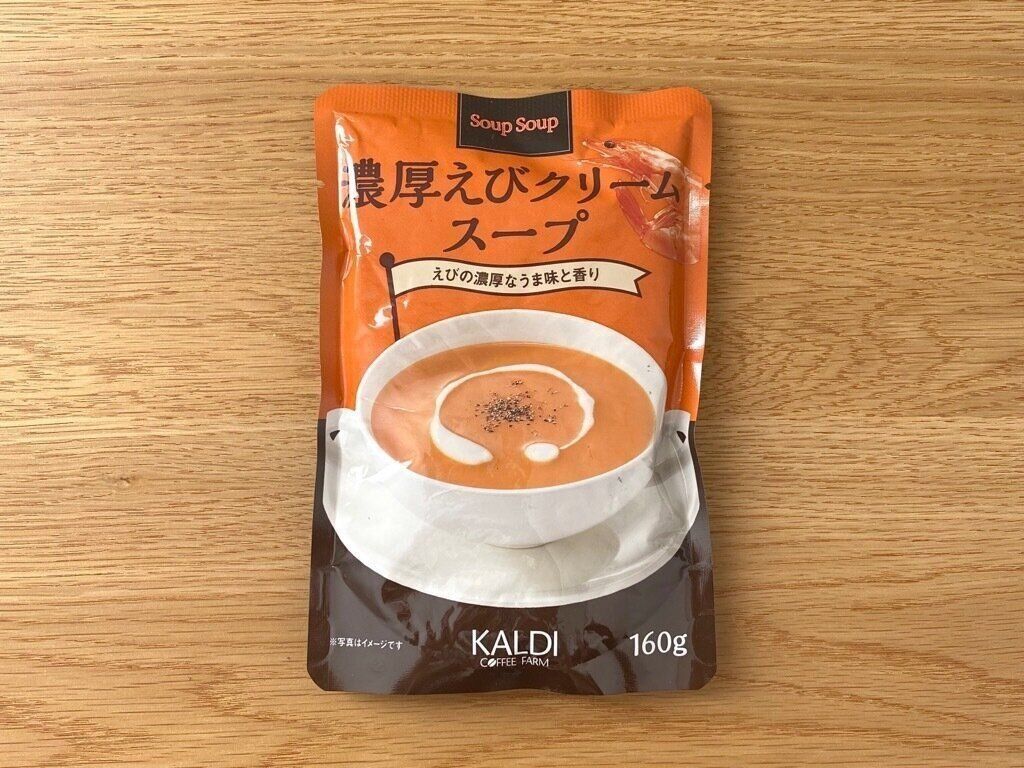 Soup Soup
濃厚えびクリーム
スープ
えびの濃厚なうま味と香り
※写真はイメージです
KALDI
COFFEE FARM
160g